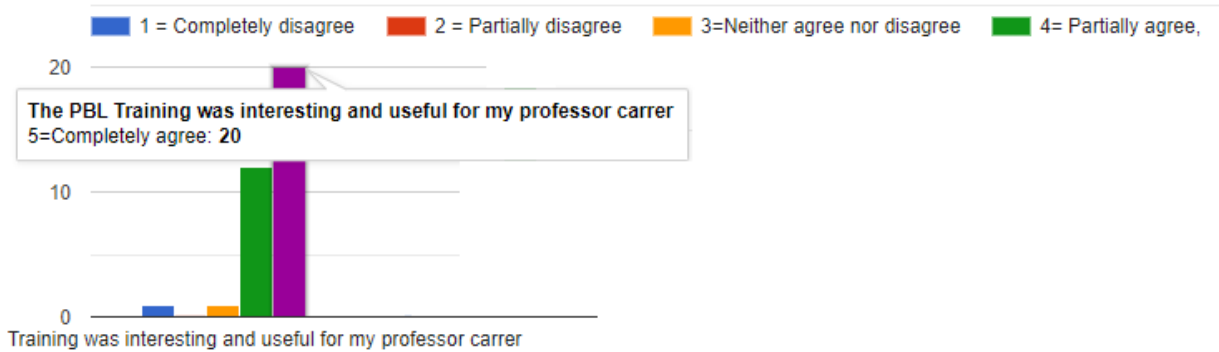 1 = Completely disagree 2 = Partially disagree 3=Neither agree nor disagree 4= Partially agree,
20
The PBL Training was interesting and useful for my professor carrer
5=Completely agree: 20
10
0
Training was interesting and useful for my professor carrer